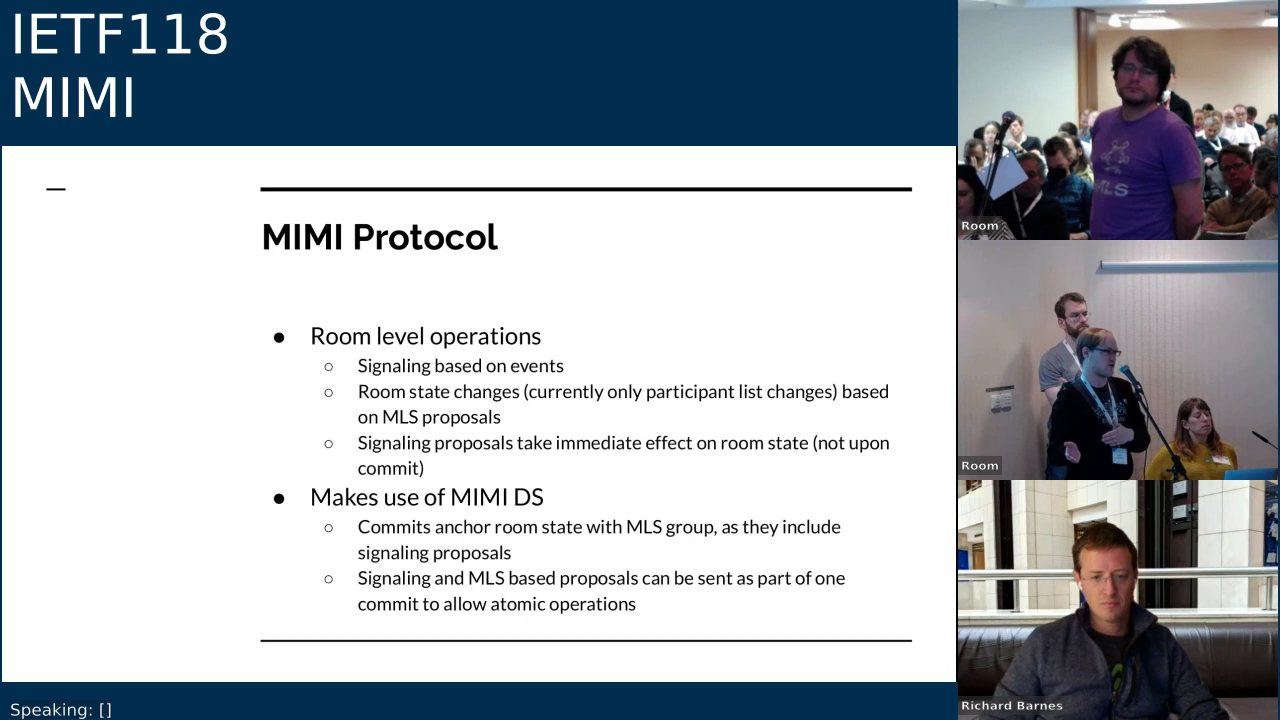 IETF118
MIMI
MIMI Protocol
● Room level operations
○ Signaling based on events
○ Room state changes (currently only participant list changes) based
on MLS proposals
○ Signaling proposals take immediate effect on room state (not upon
commit)
● Makes use of MIMI DS
○ Commits anchor room state with MLS group, as they include
signaling proposals
○ Signaling and MLS based proposals can be sent as part of one
commit to allow atomic operations
Speaking: []
MLS
Room
Room
Richard Barnes